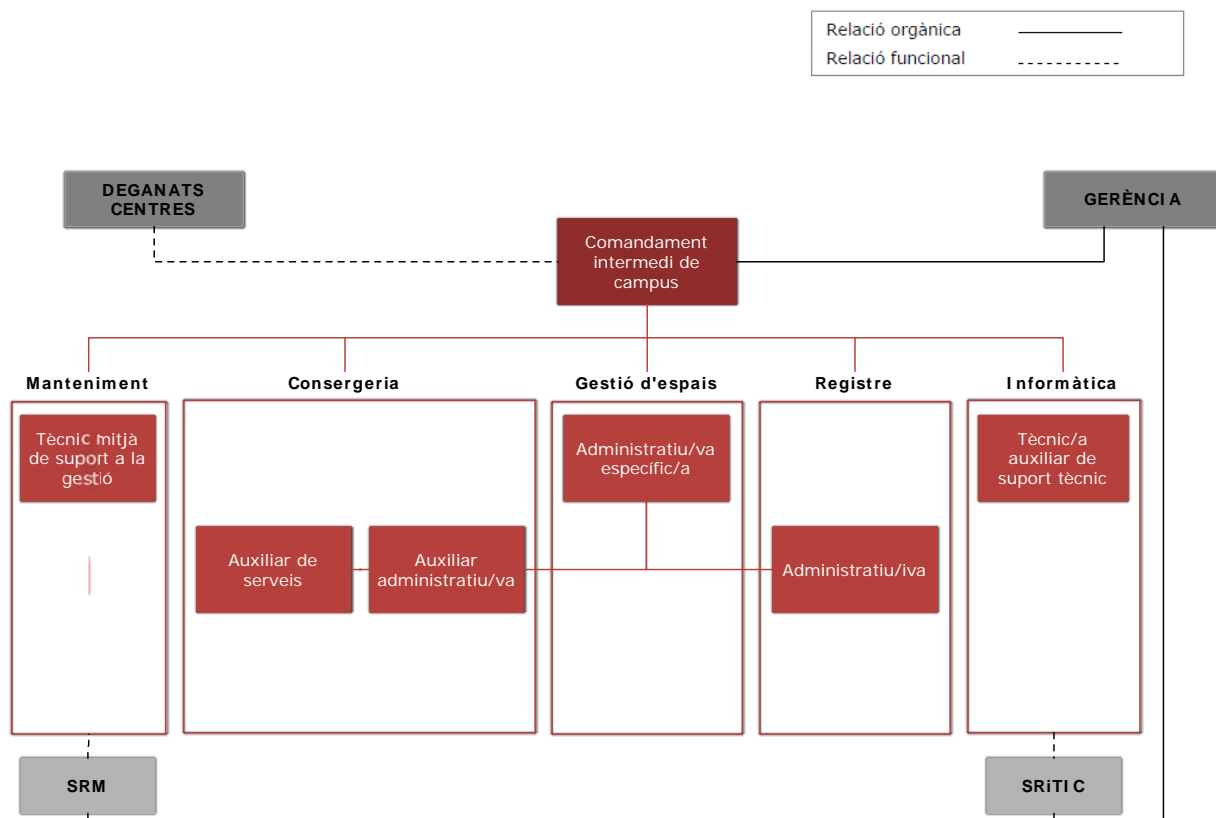 Relació orgànica
Relació funcional
DEGANATS
CENTRES
GERÈNCIA
Comandament
intermedi de
campus
Manteniment
Consergeria
Gestió d'espais
Registre
Informàtica
Tècnic mitjà
de suport a la
gestió
Administratiu/va
específic/a
Tècnic/a
auxiliar de
suport tècnic
Auxiliar de
serveis
Auxiliar
administratiu/va
Administratiu/iva
SRM
SRiTIC